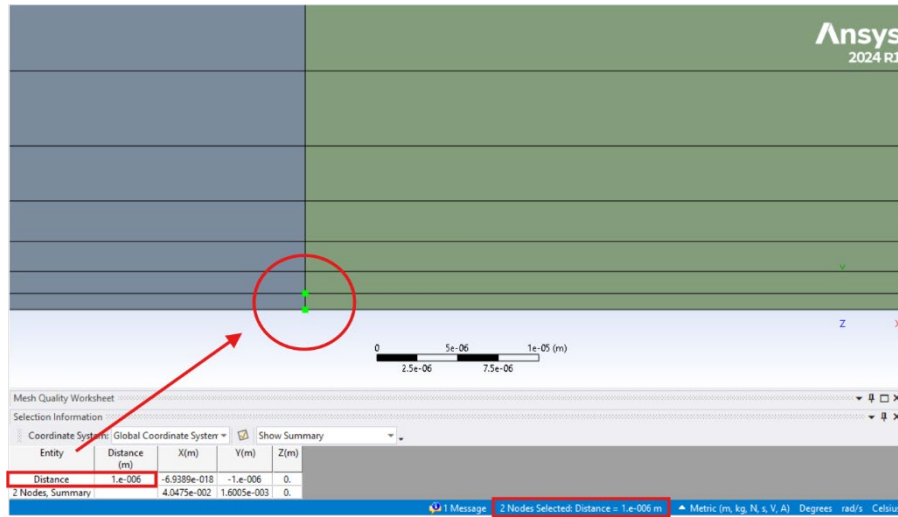 Ansys
2024 R1
Y
Z
X
0 5e-06 1e-05 (m)
2.5e-06 7.5e-06
Mesh Quality Worksheet
Selection Information
Coordinate System: Global Coordinate System Show Summary
Entity Distance (m) X(m) Y(m) Z(m)
Distance 1.e-006 -6.9389e-018 -1.e-006 0.
2 Nodes, Summary 4.0475e-002 1.6005e-003 0.
1 Message 2 Nodes Selected: Distance = 1.e-006 m Metric (m, kg, N, s, V, A) Degrees rad/s Celsius